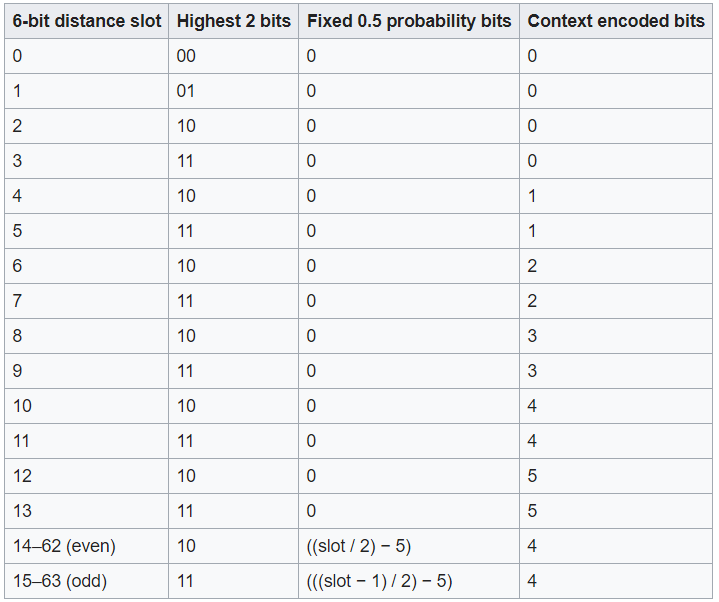 6-bit distance slot Highest 2 bits Fixed 0.5 probability bits Context encoded bits
0 00 0 0
1 01 0 0
2 10 0 0
3 11 0 0
4 10 0 1
5 11 0 1
6 10 0 2
7 11 0 2
8 10 0 3
9 11 0 3
10 10 0 4
11 11 0 4
12 10 0 5
13 11 0 5
14–62 (even) 10 ((slot / 2) − 5) 4
15–63 (odd) 11 (((slot − 1) / 2) − 5) 4